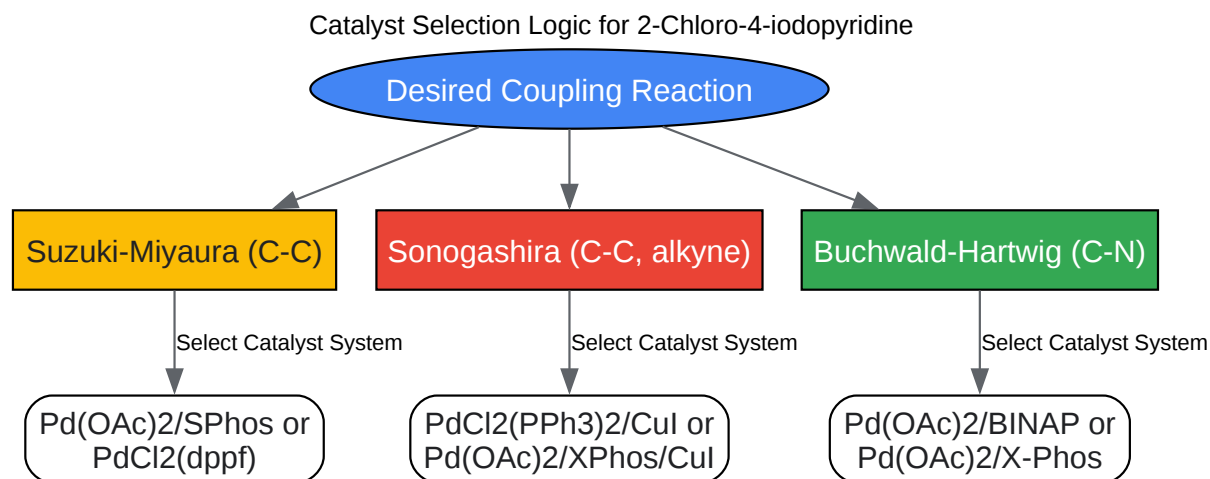 Catalyst Selection Logic for 2-Chloro-4-iodopyridine
Desired Coupling Reaction
Suzuki-Miyaura (C-C)
Sonogashira (C-C, alkyne)
Buchwald-Hartwig (C-N)
Select Catalyst System
Select Catalyst System
Select Catalyst System
Pd(OAc)2/SPhos or
PdCl2(dppf)
PdCl2(PPh3)2/CuI or
Pd(OAc)2/XPhos/CuI
Pd(OAc)2/BINAP or
Pd(OAc)2/X-Phos